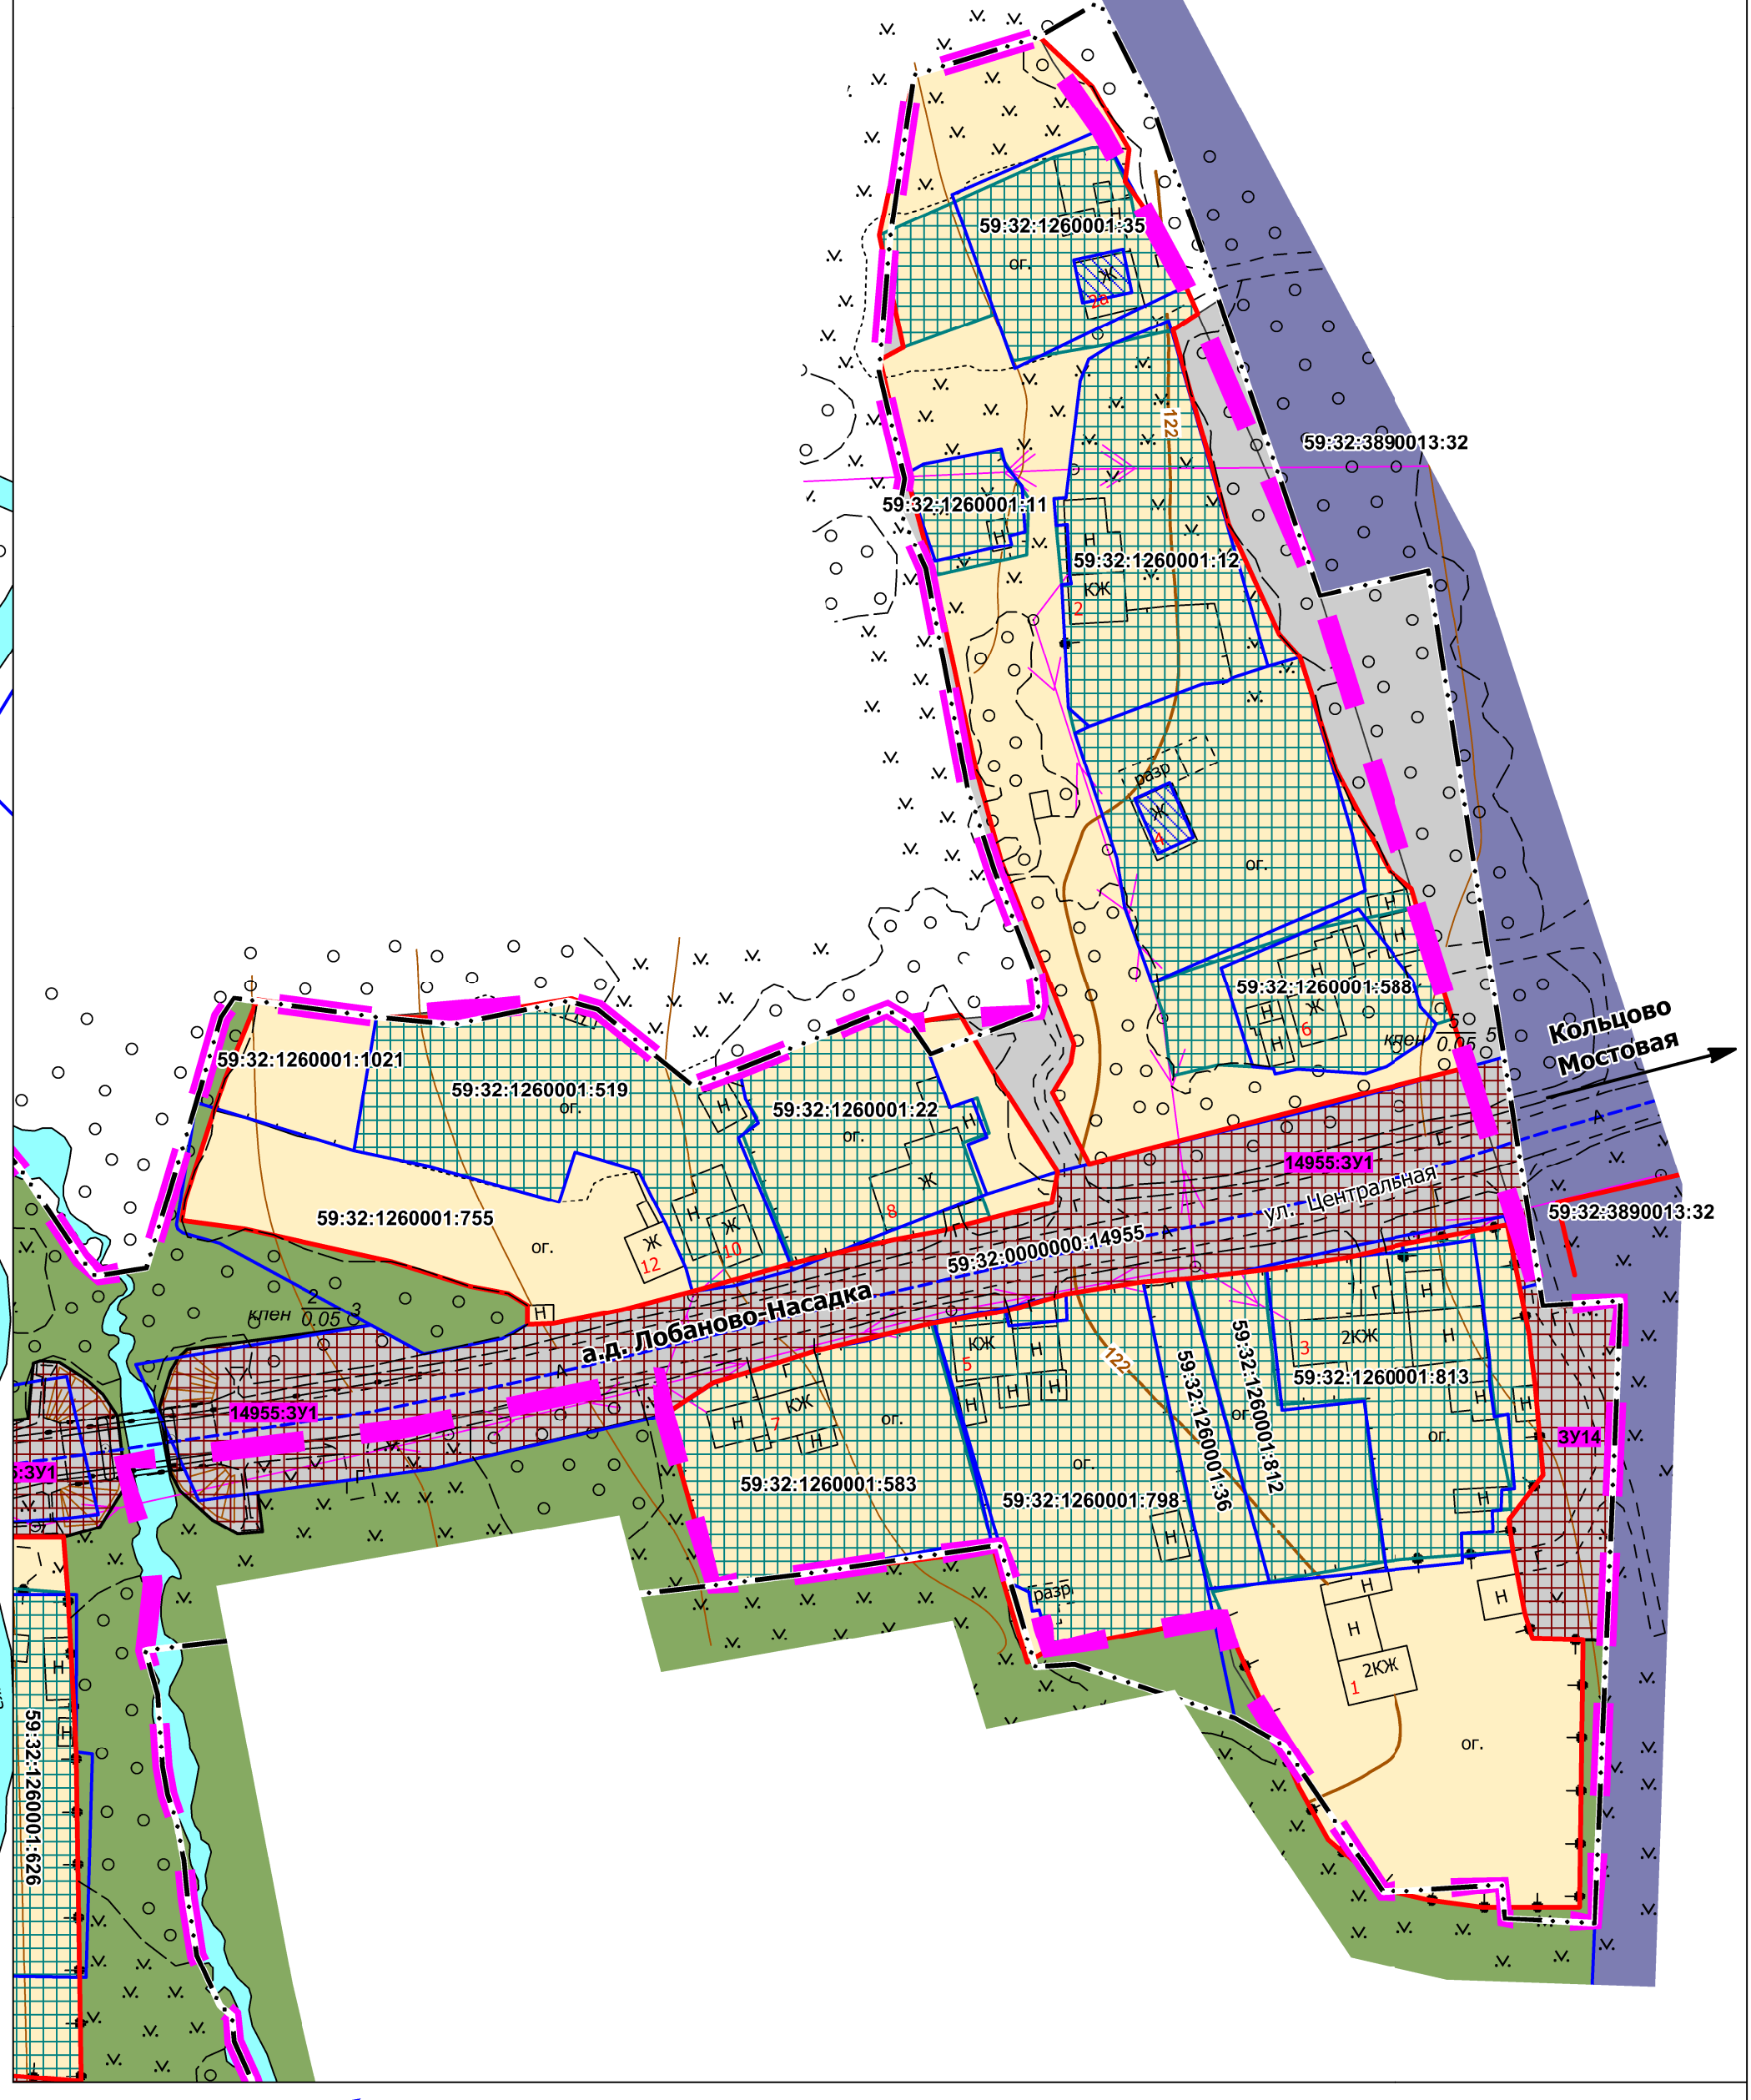 59:32:1260001:35
ог.
Ж
2а
Н
122
59:32:3890013:32
59:32:1260001:11
Н
Н
59:32:1260001:12
КЖ
2
разр
Ж
4
ог.
Н
Н
Н
59:32:1260001:588
Н
Ж
6
Н
клен
5
0.05
5
Кольцово
Мостовая
59:32:1260001:1021
59:32:1260001:519
ог.
Н
59:32:1260001:22
ог.
Н
Ж
8
14955:ЗУ1
А
Г
ул. Центральная
59:32:3890013:32
59:32:1260001:755
ог.
Н
Ж
10
Ж
12
Г
А
59:32:0000000:14955
Н
клен
2
0.05
3
а.д. Лобаново-Насадка
А
КЖ
5
Н
Н
Н
Н
122
Г
Н
3
2КЖ
Н
59:32:1260001:813
Н
Н
14955:ЗУ1
Г
Н
7
КЖ
Н
ог.
59:32:1260001:36
59:32:1260001:812
ог.
ог.
ЗУ14
5:ЗУ1
59:32:1260001:583
ог.
59:32:1260001:798
Н
Н
разр.
Н
Н
Н
2КЖ
1
ог.
Н
Н
59:32:1260001:626